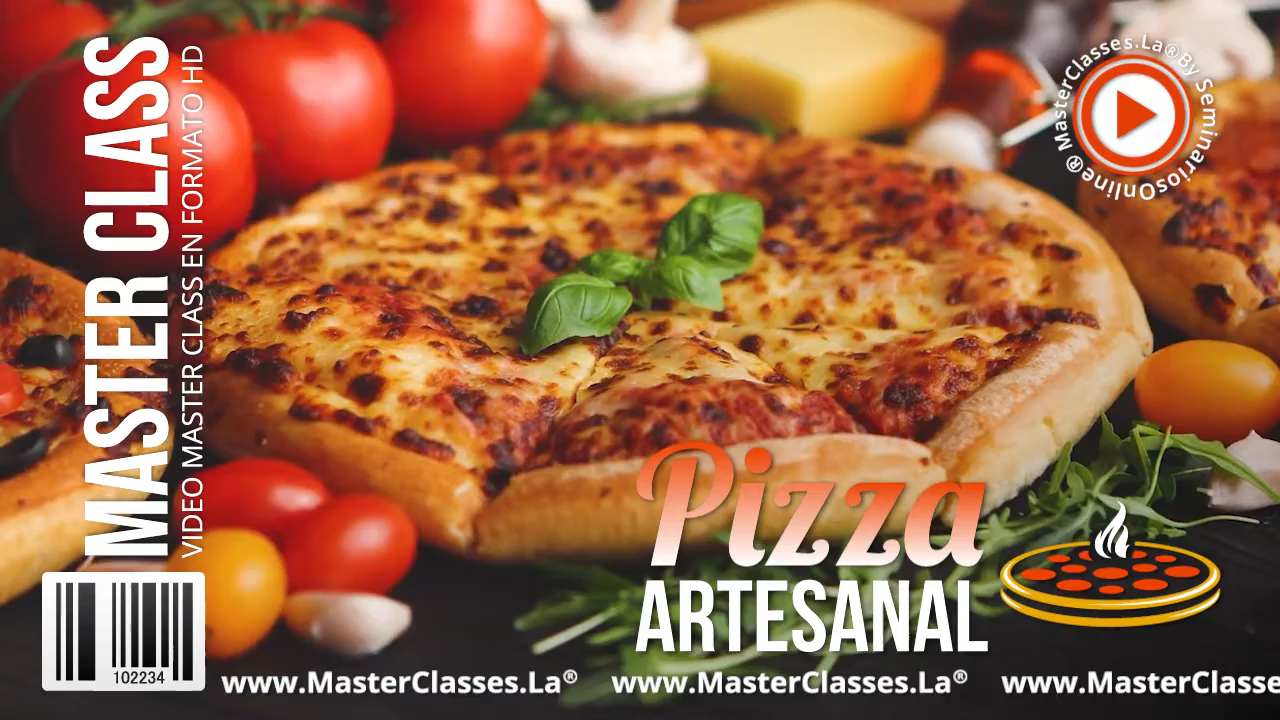 MASTER CLASS
VIDEO MASTER CLASS EN FORMATO HD
MasterClasses.La® By SeminariosOnline®
Pizza
ARTESANAL
102234
www.MasterClasses.La® www.MasterClasses.La® www.MasterClasse